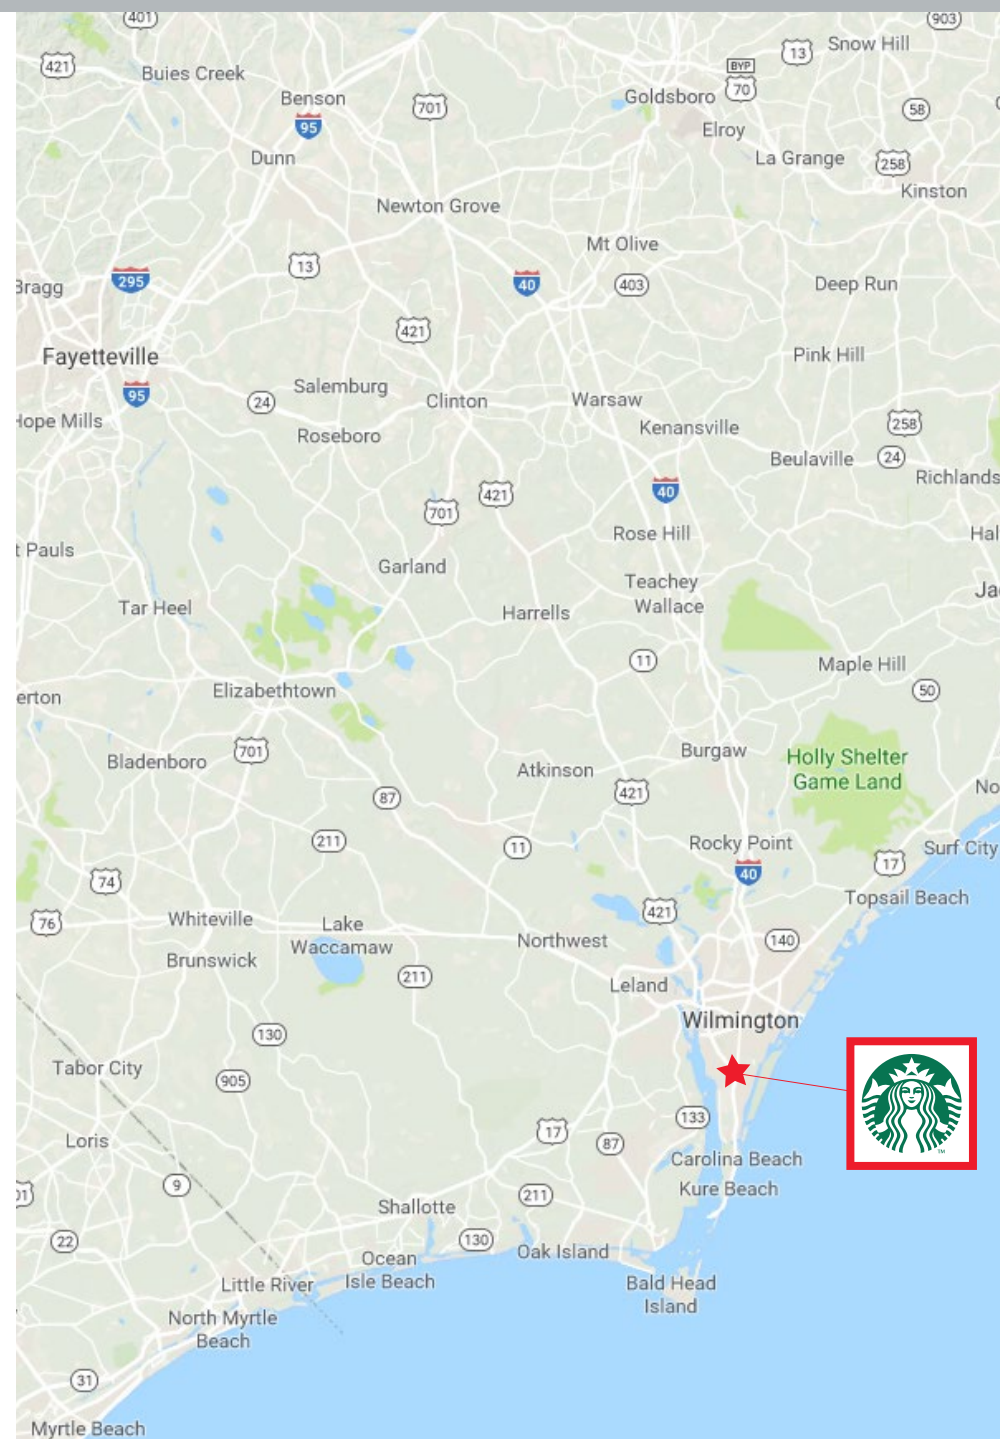 401
903
421
13
Snow Hill
Buies Creek
BYP
70
Benson
Goldsboro
701
58
95
Elroy
Dunn
La Grange
258
Kinston
Newton Grove
Mt Olive
13
295
40
403
Deep Run
Bragg
421
Fayetteville
Pink Hill
Salemburg
95
24
Clinton
Warsaw
Hope Mills
258
Roseboro
Kenansville
Beulaville
24
Richlands
421
40
701
Rose Hill
Hal
t Pauls
Garland
Teachey
Ja
Tar Heel
Harrells
Wallace
11
Maple Hill
erton
Elizabethtown
50
701
Burgaw
Bladenboro
Atkinson
Holly Shelter
Game Land
421
No
87
211
11
Rocky Point
Surf City
17
40
74
Topsail Beach
76
Whiteville
Lake
Waccamaw
421
Northwest
140
Brunswick
211
Leland
Wilmington
130
Tabor City
905
133
Loris
17
87
Carolina Beach
01
9
Kure Beach
211
Shallotte
22
130
Oak Island
Ocean
Isle Beach
Little River
Bald Head
Island
North Myrtle
Beach
31
Myrtle Beach
TM